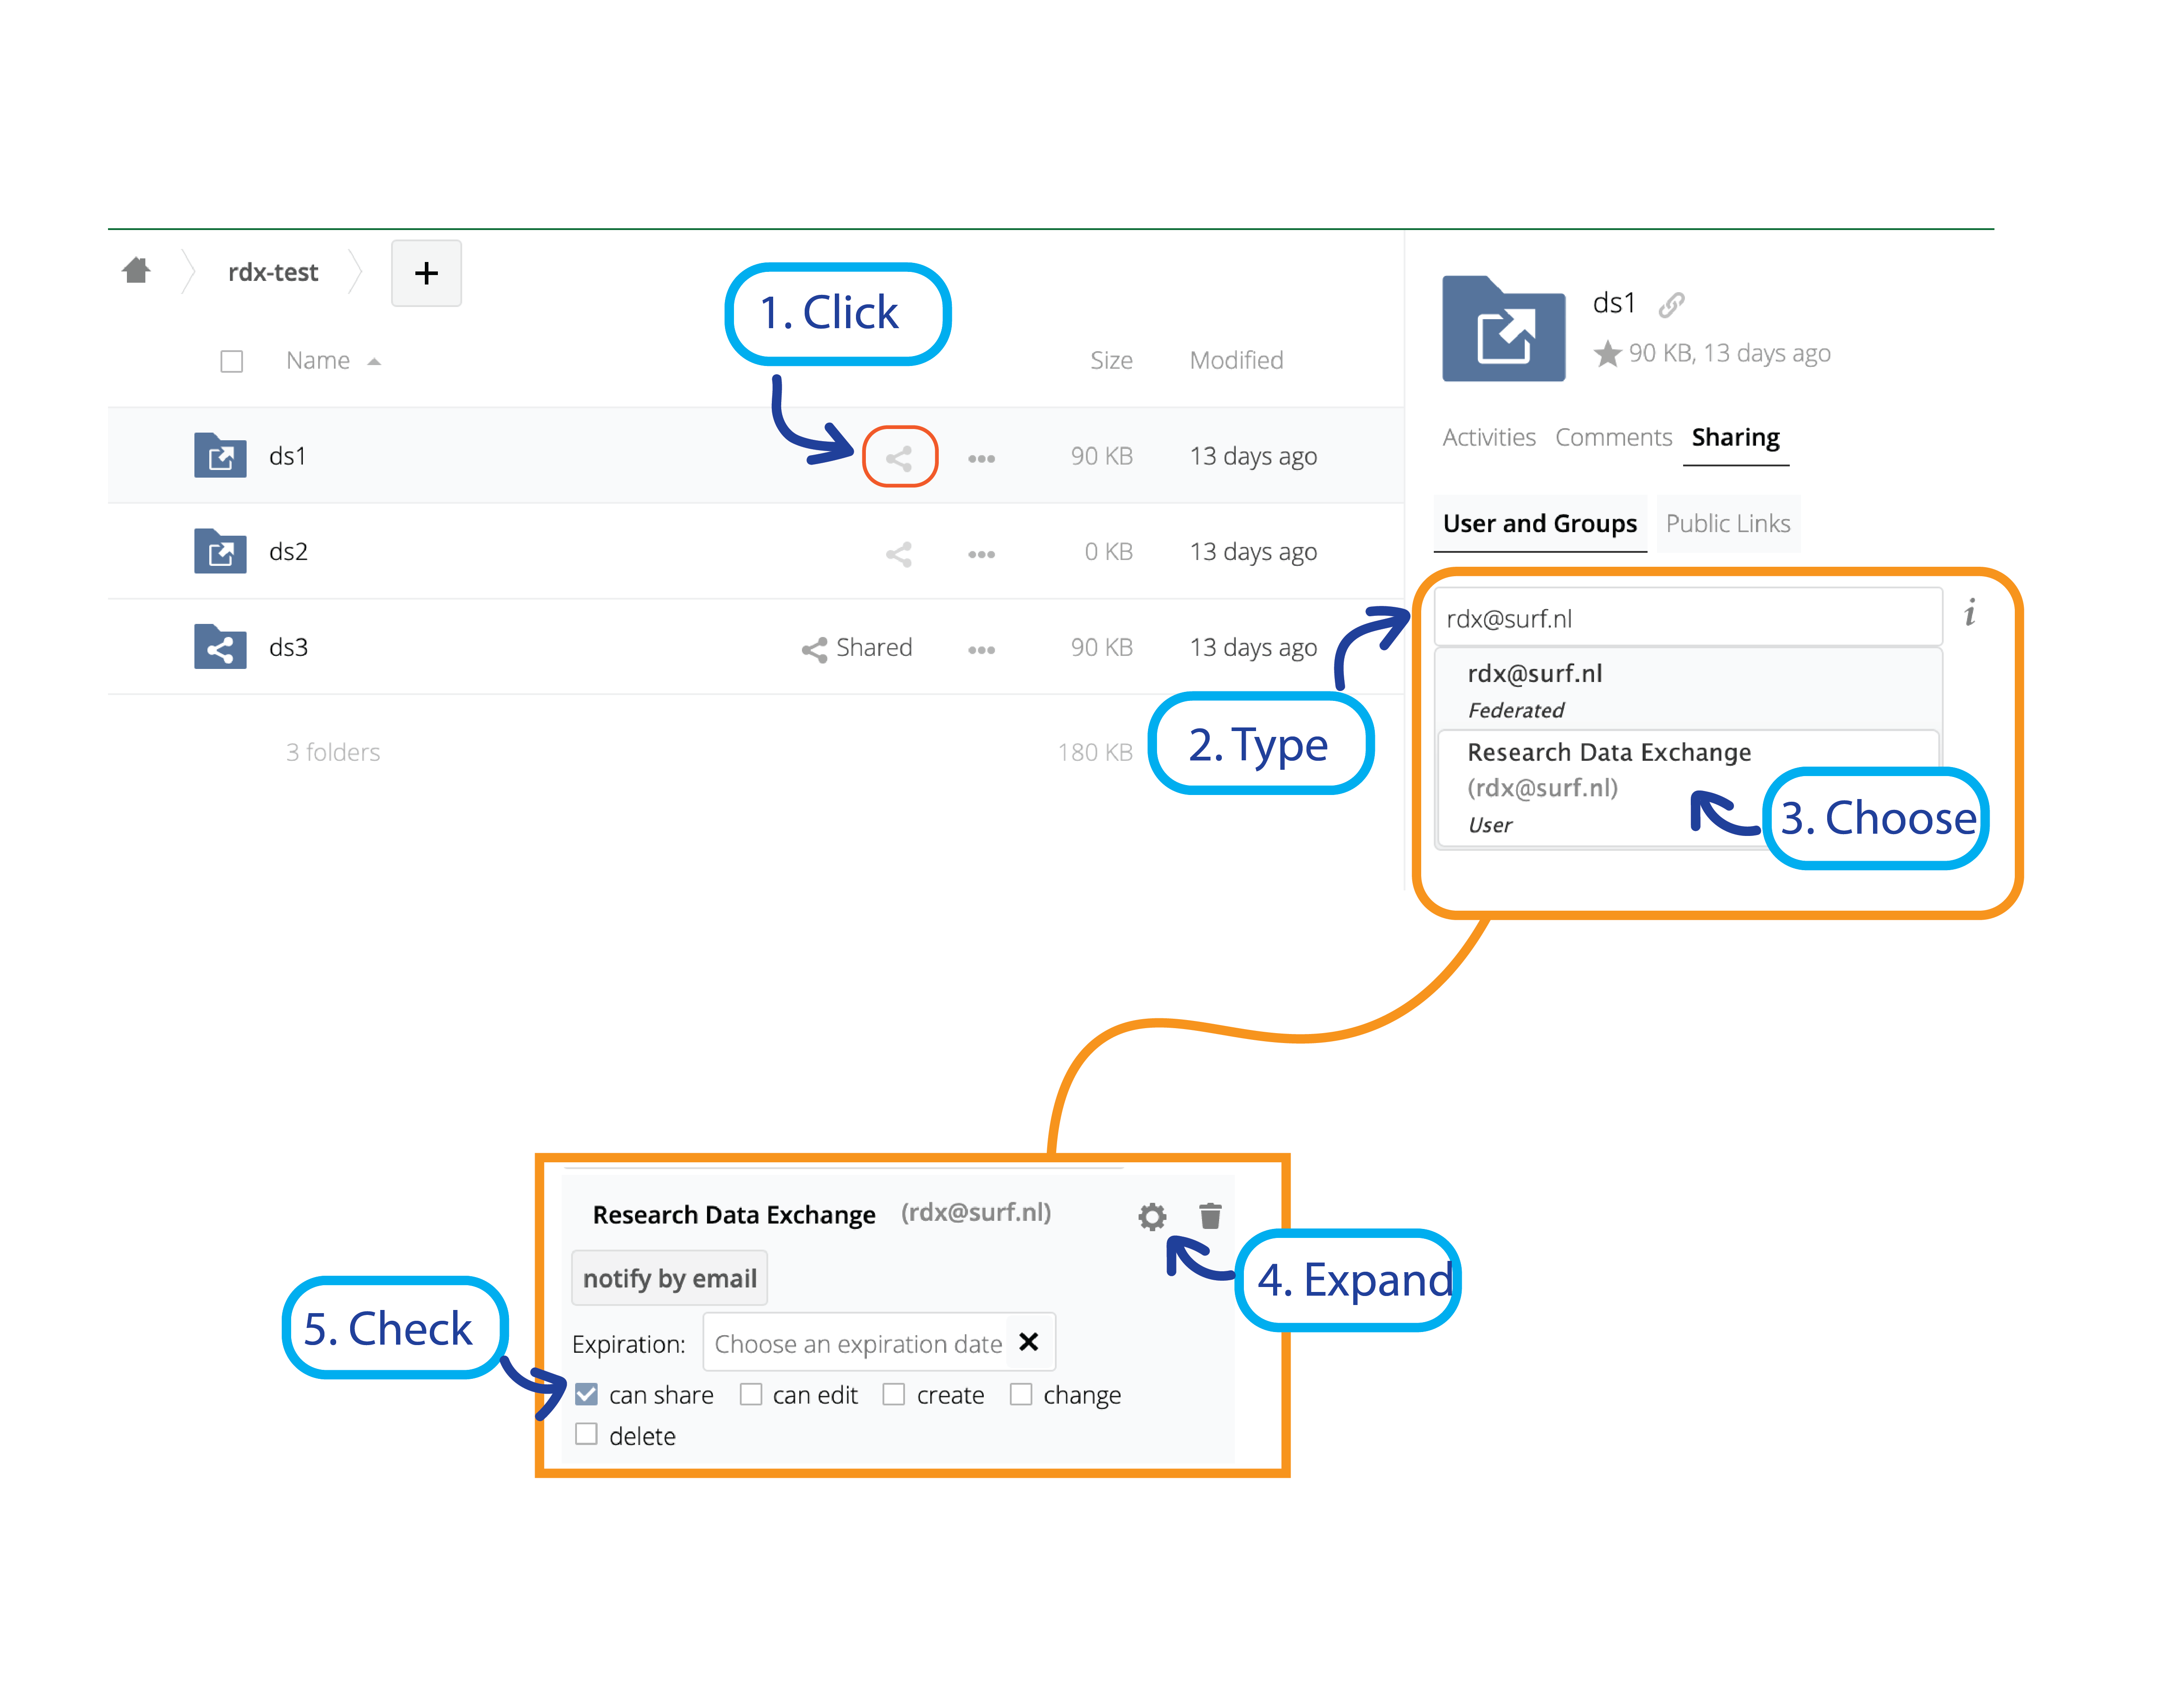 rdx-test
+
1. Click
Name
Size
Modified
ds1
90 KB
13 days ago
ds2
0 KB
13 days ago
ds3
Shared
90 KB
13 days ago
3 folders
180 KB
ds1
90 KB, 13 days ago
Activities Comments Sharing
User and Groups Public Links
rdx@surf.nl
i
rdx@surf.nl
Federated
2. Type
Research Data Exchange
(rdx@surf.nl)
User
3. Choose
Research Data Exchange (rdx@surf.nl)
notify by email
4. Expand
5. Check
Expiration: Choose an expiration date
can share can edit create change
delete